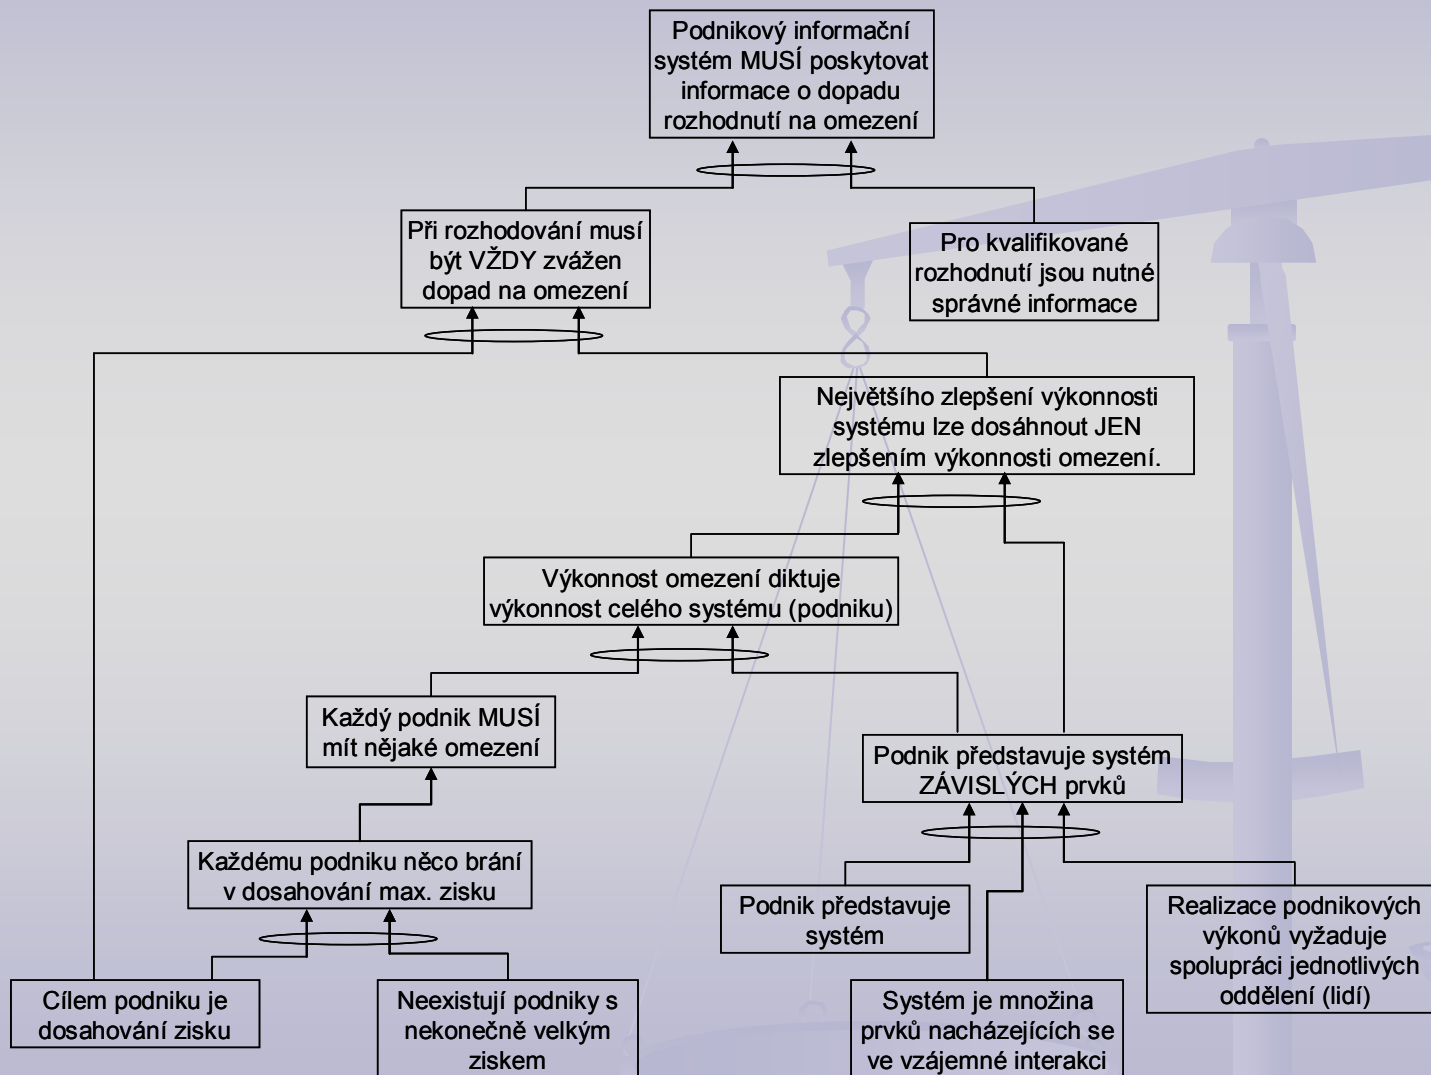 Podnikový informační
systém MUSÍ poskytovat
informace o dopadu
rozhodnutí na omezení
Při rozhodování musí
být VŽDY zvážen
dopad na omezení
Pro kvalifikované
rozhodnutí jsou nutné
správné informace
Největšího zlepšení výkonnosti
systému lze dosáhnout JEN
zlepšením výkonnosti omezení.
Výkonnost omezení diktuje
výkonnost celého systému (podniku)
Každý podnik MUSÍ
mít nějaké omezení
Podnik představuje systém
ZÁVISLÝCH prvků
Každému podniku něco brání
v dosahování max. zisku
Podnik představuje
systém
Realizace podnikových
výkonů vyžaduje
spolupráci jednotlivých
oddělení (lidí)
Cílem podniku je
dosahování zisku
Neexistují podniky s
nekonečně velkým
ziskem
Systém je množina
prvků nacházejících se
ve vzájemné interakci